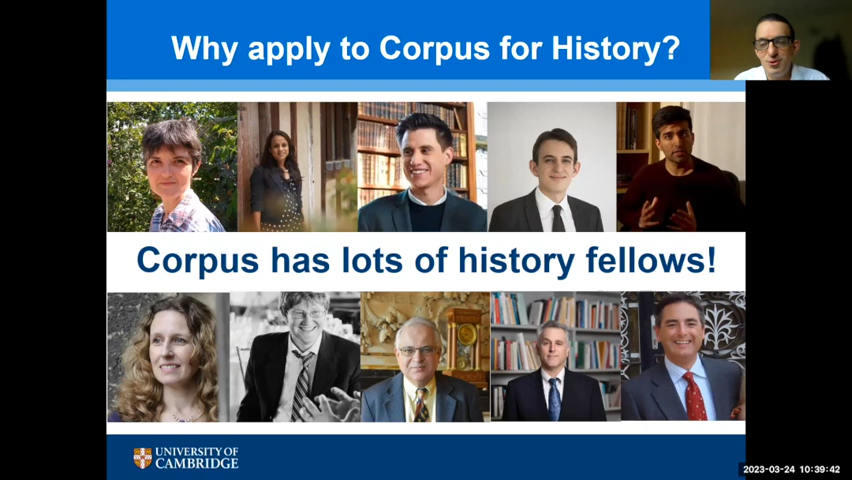 Why apply to Corpus for History?
Corpus has lots of history fellows!
UNIVERSITY OF
CAMBRIDGE
2023-03-24 10:39:42